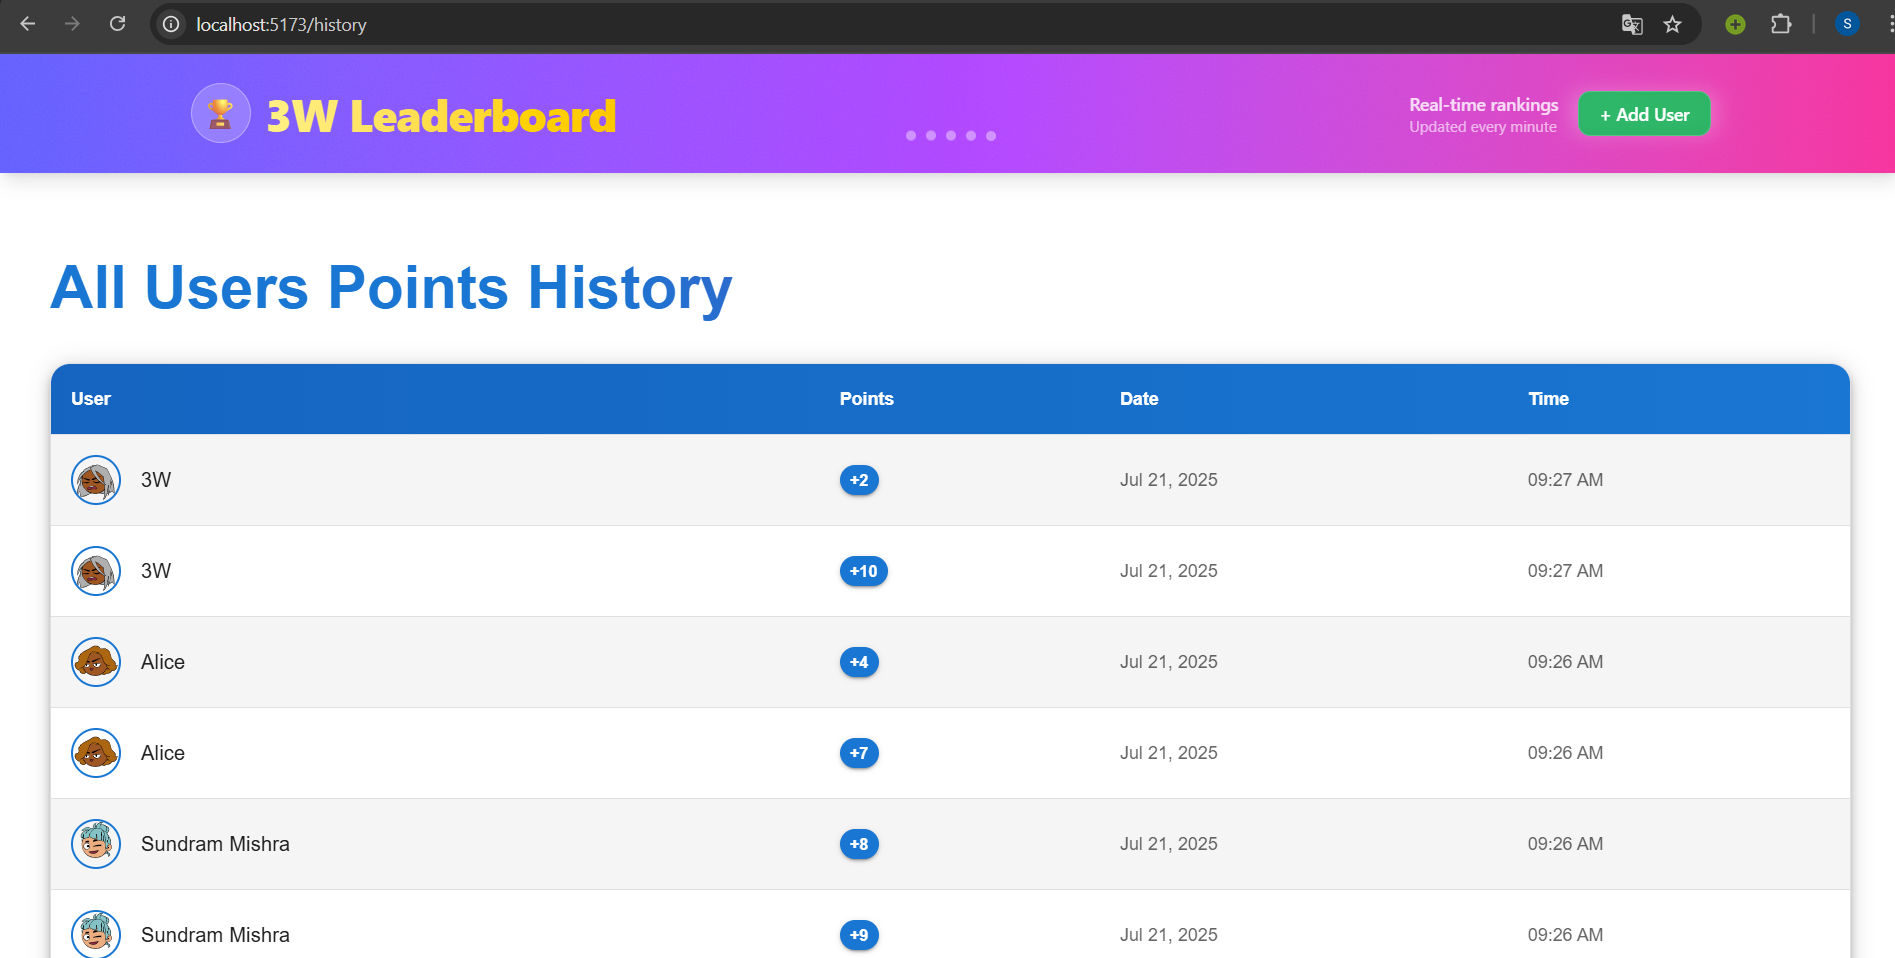 localhost:5173/history
S
3W Leaderboard
Real-time rankings
Updated every minute
+ Add User
All Users Points History
User Points Date Time
3W +2 Jul 21, 2025 09:27 AM
3W +10 Jul 21, 2025 09:27 AM
Alice +4 Jul 21, 2025 09:26 AM
Alice +7 Jul 21, 2025 09:26 AM
Sundram Mishra +8 Jul 21, 2025 09:26 AM
Sundram Mishra +9 Jul 21, 2025 09:26 AM